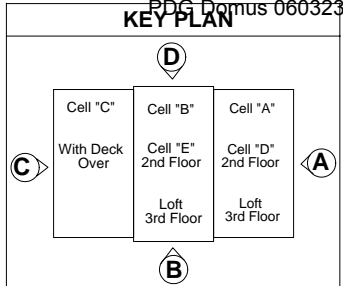 PDG Domus 060323
KEY PLAN
D
Cell "C"
With Deck
Over
Cell "B"
Cell "E"
2nd Floor
Loft
3rd Floor
Cell "A"
Cell "D"
2nd Floor
Loft
3rd Floor
C
A
B